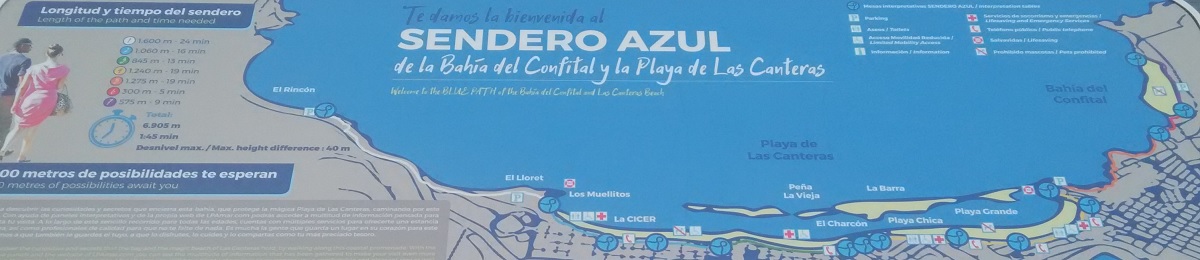 Longitud y tiempo del sendero
Length of the path and time needed
1.600 m - 24 min
1.060 m - 16 min
845 m - 13 min
1.240 m - 19 min
1.275 m - 19 min
300 m - 5 min
575 m - 9 min
Total:
6.905 m
1:45 min
Desnivel max. / Max. height difference : 40 m
00 metros de posibilidades te esperan
0 metres of possibilities await you
Te damos la bienvenida al
SENDERO AZUL
de la Bahía del Confital y la Playa de Las Canteras
Welcome to the BLUE PATH of the Bahía del Confital and Las Canteras Beach
Mesas interpretativas SENDERO AZUL / Interpretation tables
Parking
Aseos / Toilets
Acceso Movilidad Reducida /
Limited Mobility Access
Información / Information
Servicios de socorrismo y emergencias /
Lifesaving and Emergency Services
Teléfono público / Public telephone
Salvavidas / Lifesaving
Prohibido mascotas / Pets prohibited
El Rincón
Bahía del
Confital
Playa de
Las Canteras
El Lloret
Los Muellitos
La CICER
Peña
La Vieja
La Barra
El Charcón
Playa Chica
Playa Grande